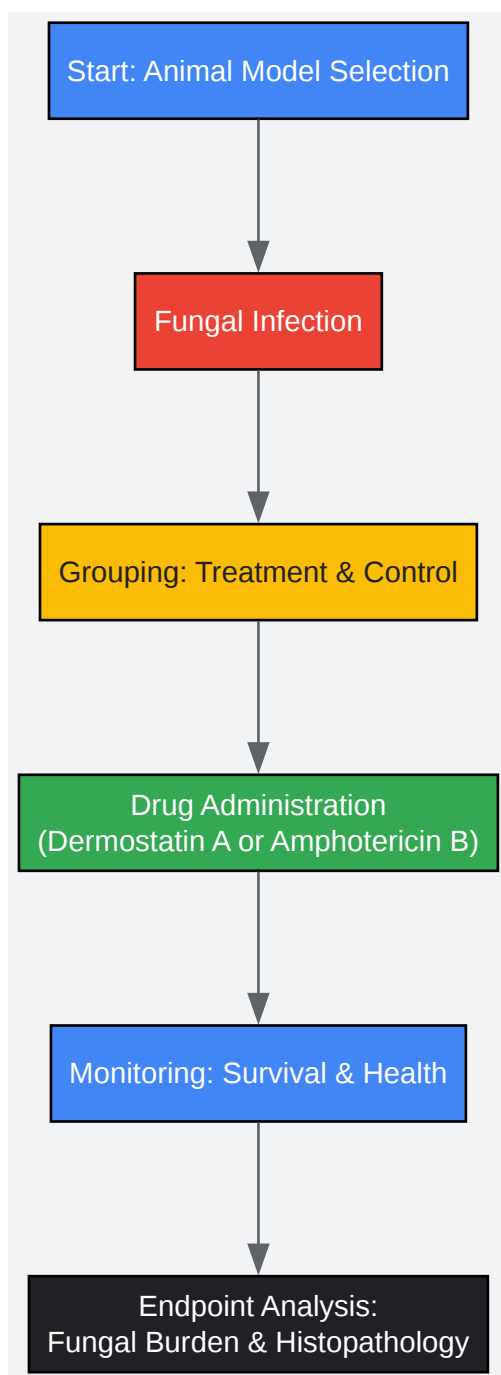 Start: Animal Model Selection
Fungal Infection
Grouping: Treatment & Control
Drug Administration
(Dermostatin A or Amphotericin B)
Monitoring: Survival & Health
Endpoint Analysis:
Fungal Burden & Histopathology